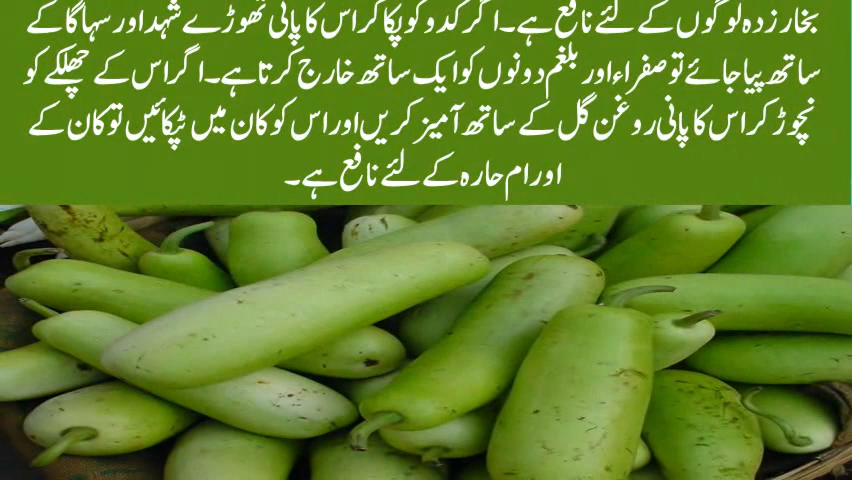 بخار زدہ لوگوں کے لئے نافع ہے۔ اگر کدو کو پکا کر اس کا پانی تھوڑے شہد اور سہاگا کے
ساتھ پیا جائے تو صفراء اور بلغم دونوں کو ایک ساتھ خارج کرتا ہے۔ اگر اس کے چھلکے کو
نچوڑ کر اس کا پانی روغن گل کے ساتھ آمیز کریں اور اس کو کان میں ٹپکائیں تو کان کے
اورام حارہ کے لئے نافع ہے۔